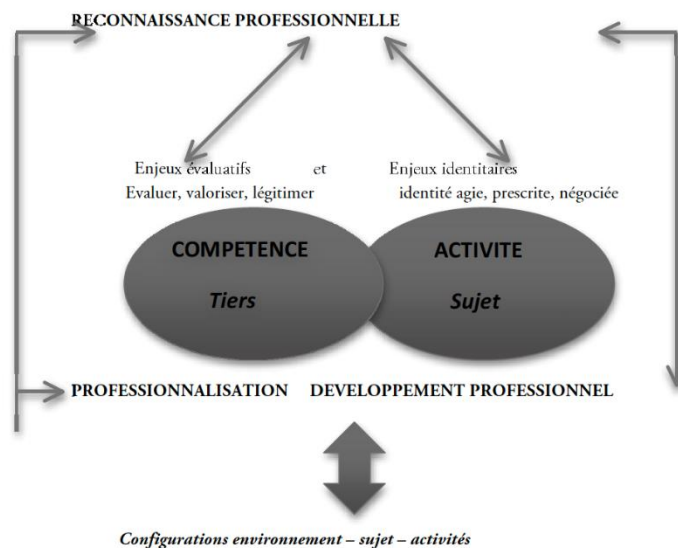 RECONNAISSANCE PROFESSIONNELLE
Enjeux évaluatifs et Enjeux identitaires
Evaluer, valoriser, légitimer identité agie, prescrite, négociée
COMPETENCE ACTIVITE
Tiers Sujet
PROFESSIONNALISATION DEVELOPPEMENT PROFESSIONNEL
Configurations environnement – sujet – activités